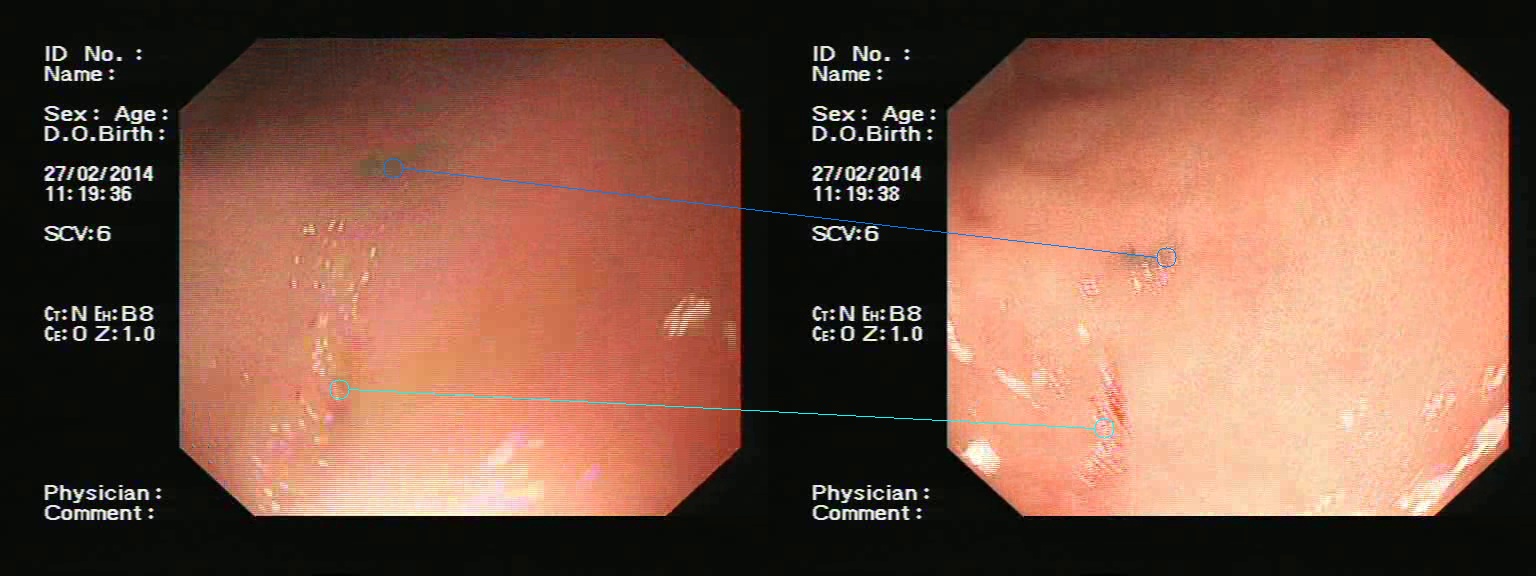 ID No. :
Name:
Sex: Age:
D.O.Birth:
27/02/2014
11:19:36
SCV:6
CT:N EH:B8
CE:0 Z:1.0
Physician:
Comment:
ID No. :
Name:
Sex: Age:
D.O.Birth:
27/02/2014
11:19:38
SCV:6
CT:N EH:B8
CE:0 Z:1.0
Physician:
Comment: